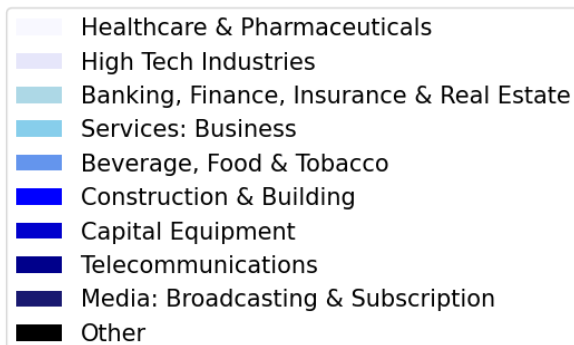 Healthcare & Pharmaceuticals
High Tech Industries
Banking, Finance, Insurance & Real Estate
Services: Business
Beverage, Food & Tobacco
Construction & Building
Capital Equipment
Telecommunications
Media: Broadcasting & Subscription
Other